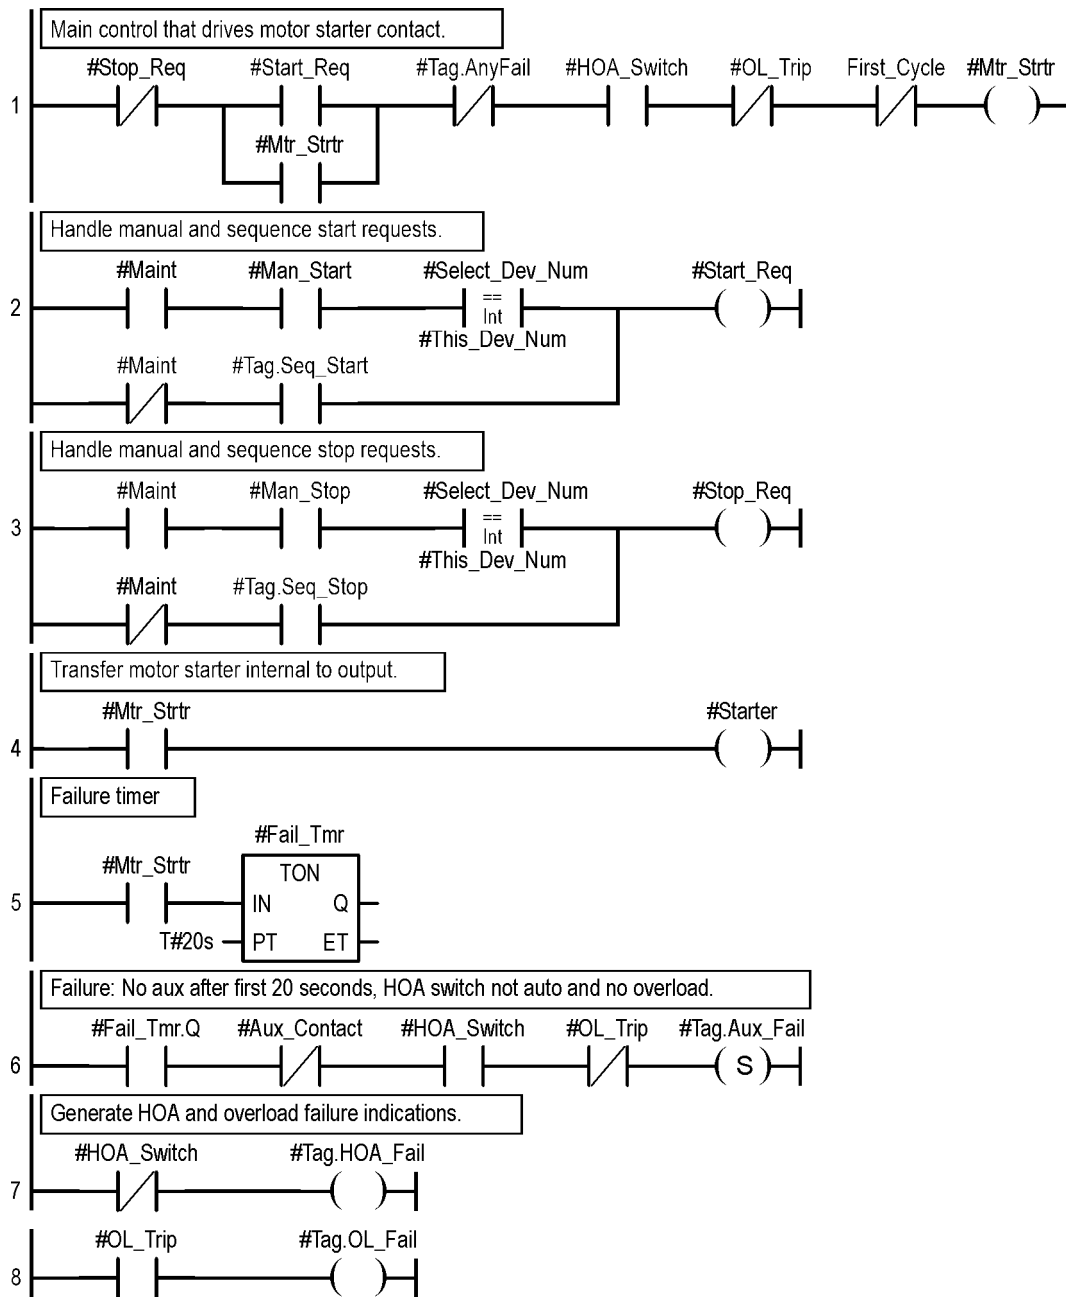 Main control that drives motor starter contact.
#Stop_Req #Start_Req #Tag.AnyFail #HOA_Switch #OL_Trip First_Cycle #Mtr_Strtr
1
#Mtr_Strtr
Handle manual and sequence start requests.
#Maint #Man_Start #Select_Dev_Num #Start_Req
2
==
Int
#This_Dev_Num
#Maint #Tag.Seq_Start
Handle manual and sequence stop requests.
#Maint #Man_Stop #Select_Dev_Num #Stop_Req
3
==
Int
#This_Dev_Num
#Maint #Tag.Seq_Stop
Transfer motor starter internal to output.
#Mtr_Strtr #Starter
4
Failure timer
#Fail_Tmr
#Mtr_Strtr TON
5 IN Q
T#20s PT ET
Failure: No aux after first 20 seconds, HOA switch not auto and no overload.
#Fail_Tmr.Q #Aux_Contact #HOA_Switch #OL_Trip #Tag.Aux_Fail
6 S
Generate HOA and overload failure indications.
#HOA_Switch #Tag.HOA_Fail
7
#OL_Trip #Tag.OL_Fail
8